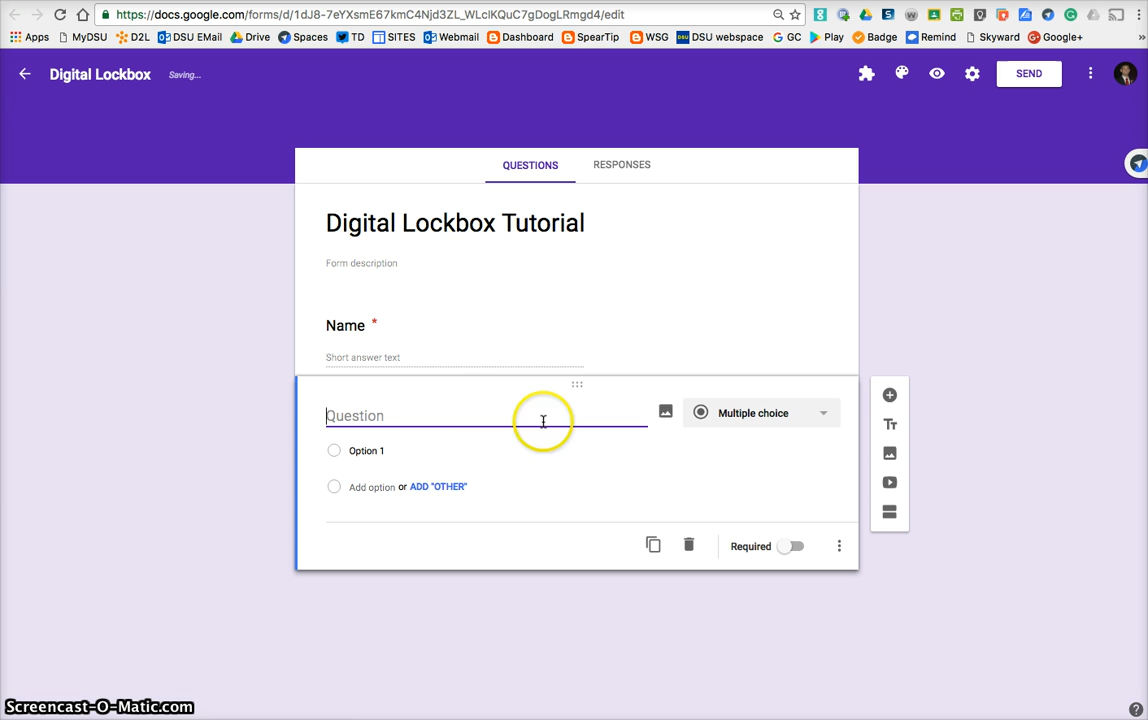 https://docs.google.com/forms/d/1dJ8-7eYXsmE67kmC4Njd3ZL_WLclKQuC7gDogLRmgd4/edit
Apps MyDSU D2L DSU EMail Drive Spaces TD SITES Webmail Dashboard SpearTip WSG DSU webspace GC Play Badge Remind Skyward Google+ »
Digital Lockbox Saving... SEND
QUESTIONS RESPONSES
Digital Lockbox Tutorial
Form description
Name *
Short answer text
Question Multiple choice
Option 1
Add option or ADD "OTHER"
Required
Screencast-O-Matic.com